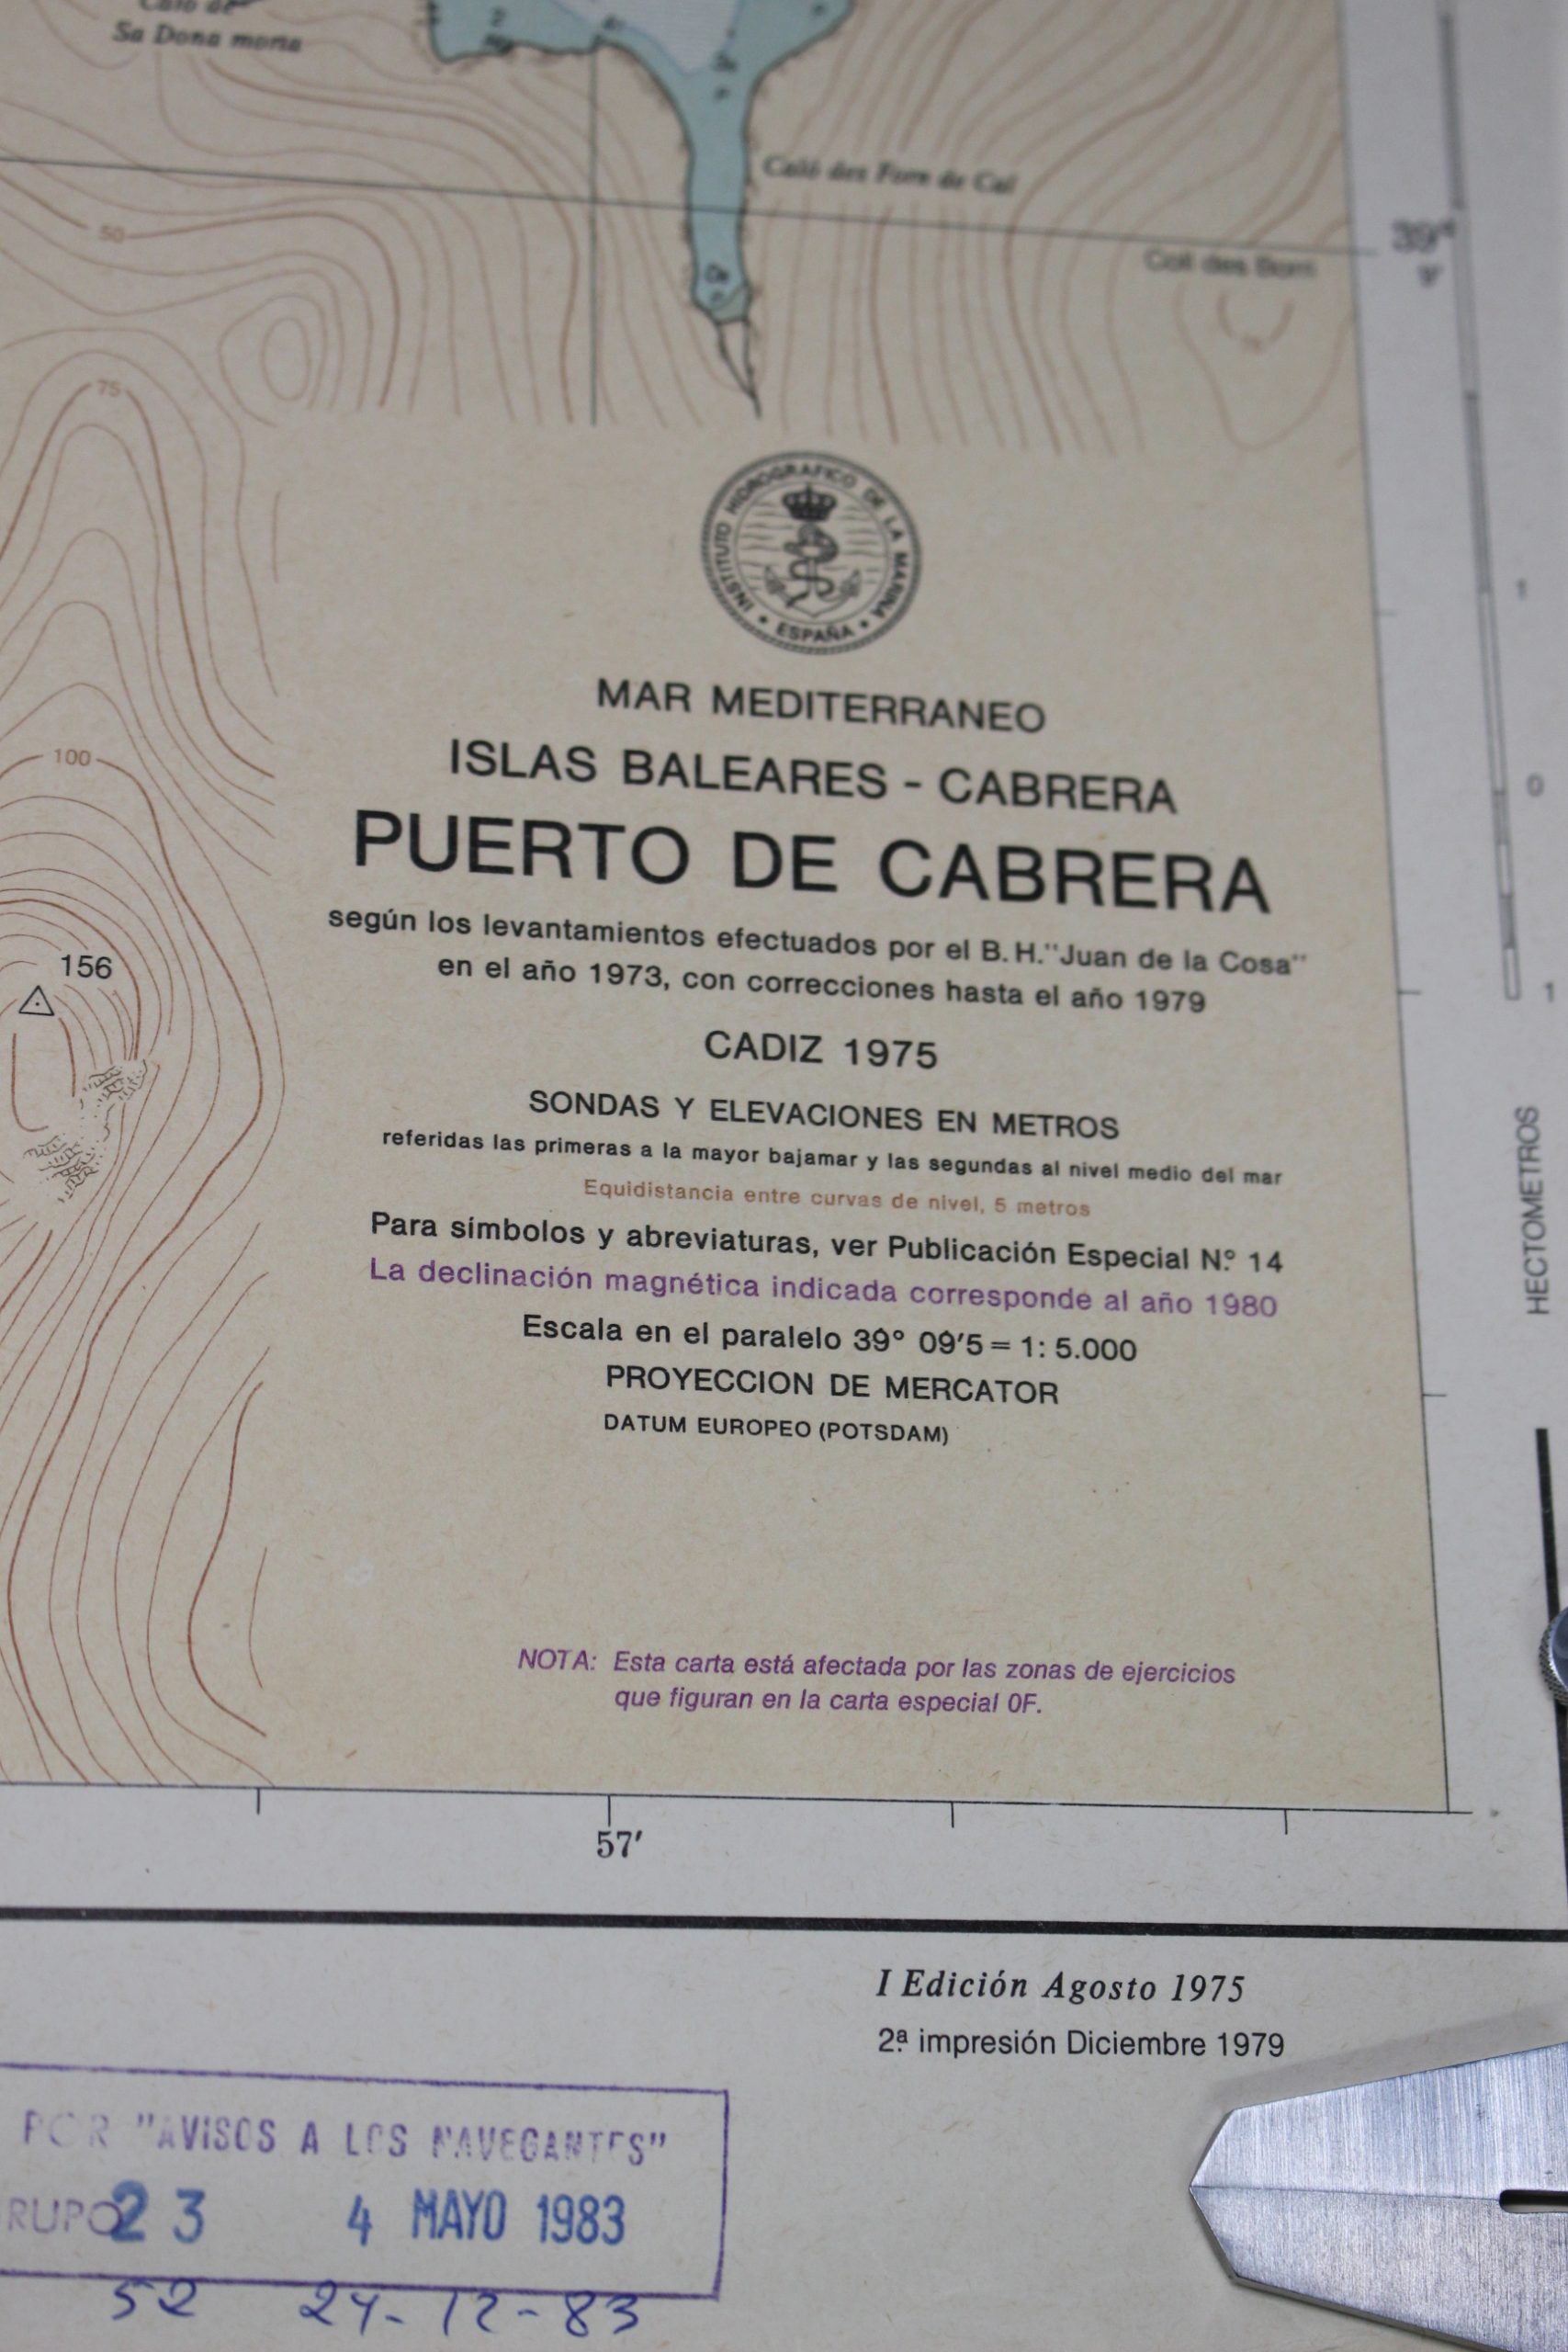 Caló de
Sa Dona morta
Caló des Forn de Cal
50
Coll des Borri
39°
9'
75
INSTITUTO HIDROGRAFICO DE LA MARINA
• ESPAÑA •
1
MAR MEDITERRANEO
100
ISLAS BALEARES - CABRERA
0
PUERTO DE CABRERA
según los levantamientos efectuados por el B.H. "Juan de la Cosa"
156
en el año 1973, con correcciones hasta el año 1979
1
CADIZ 1975
SONDAS Y ELEVACIONES EN METROS
referidas las primeras a la mayor bajamar y las segundas al nivel medio del mar
Equidistancia entre curvas de nivel, 5 metros
HECTOMETROS
Para símbolos y abreviaturas, ver Publicación Especial N.º 14
La declinación magnética indicada corresponde al año 1980
Escala en el paralelo 39° 09'5 = 1: 5.000
PROYECCION DE MERCATOR
DATUM EUROPEO (POTSDAM)
NOTA: Esta carta está afectada por las zonas de ejercicios
que figuran en la carta especial 0F.
57'
I Edición Agosto 1975
2ª impresión Diciembre 1979
POR "AVISOS A LOS NAVEGANTES"
RUPO 23 4 MAYO 1983
52 24-12-83